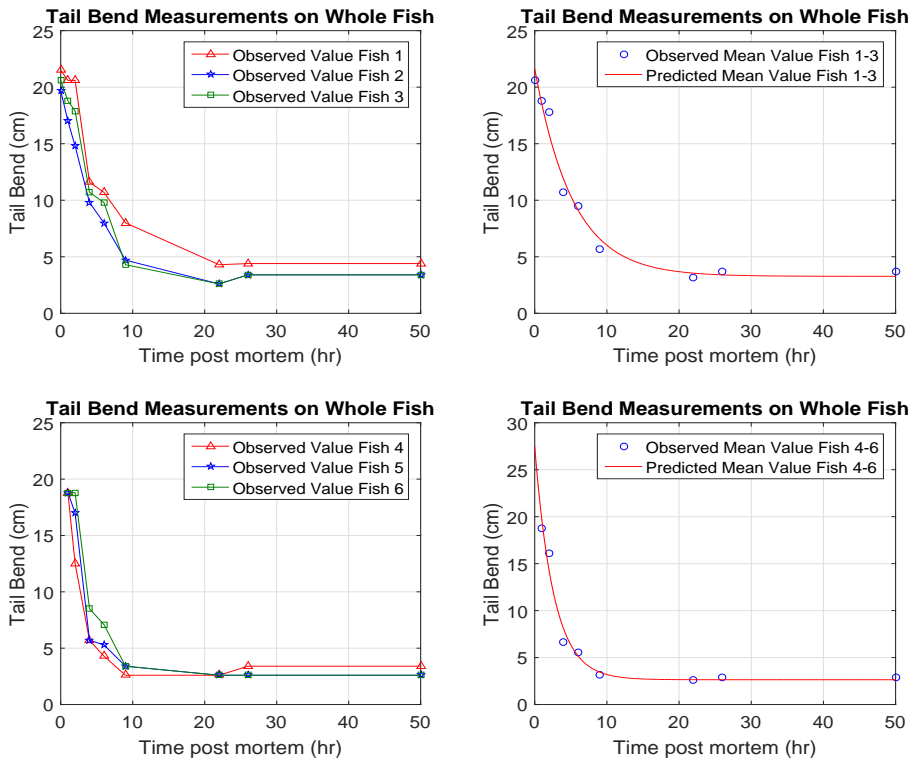 Tail Bend Measurements on Whole Fish
25
20
15
10
5
0
Tail Bend (cm)
Observed Value Fish 1
Observed Value Fish 2
Observed Value Fish 3
0 10 20 30 40 50
Time post mortem (hr)
Tail Bend Measurements on Whole Fish
25
20
15
10
5
0
Tail Bend (cm)
Observed Mean Value Fish 1-3
Predicted Mean Value Fish 1-3
0 10 20 30 40 50
Time post mortem (hr)
Tail Bend Measurements on Whole Fish
25
20
15
10
5
0
Tail Bend (cm)
Observed Value Fish 4
Observed Value Fish 5
Observed Value Fish 6
0 10 20 30 40 50
Time post mortem (hr)
Tail Bend Measurements on Whole Fish
30
25
20
15
10
5
0
Tail Bend (cm)
Observed Mean Value Fish 4-6
Predicted Mean Value Fish 4-6
0 10 20 30 40 50
Time post mortem (hr)